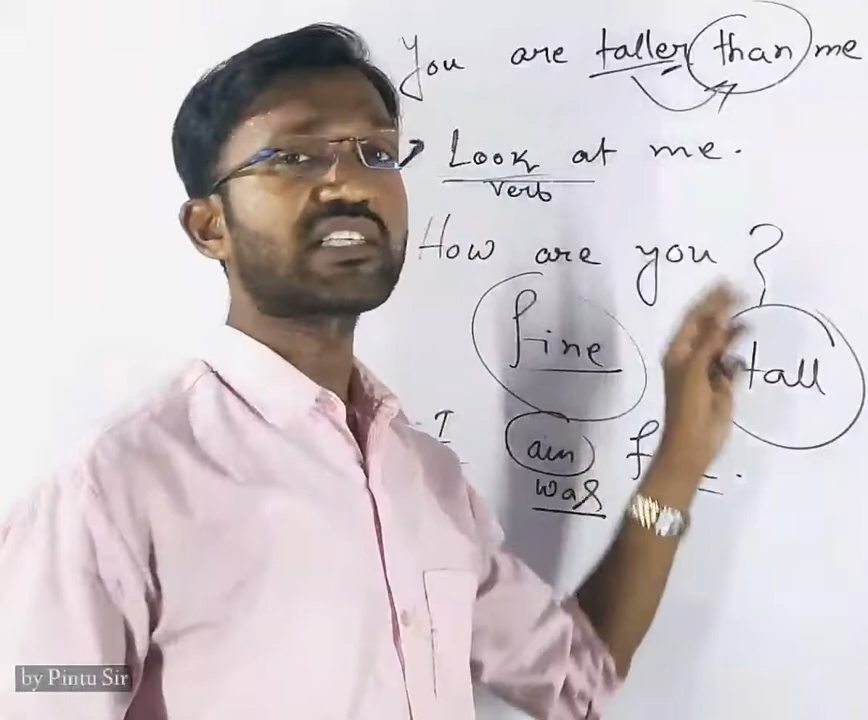 You are taller than me
Look at me.
verb
How are you?
fine
tall
I am
was
by Pintu Sir